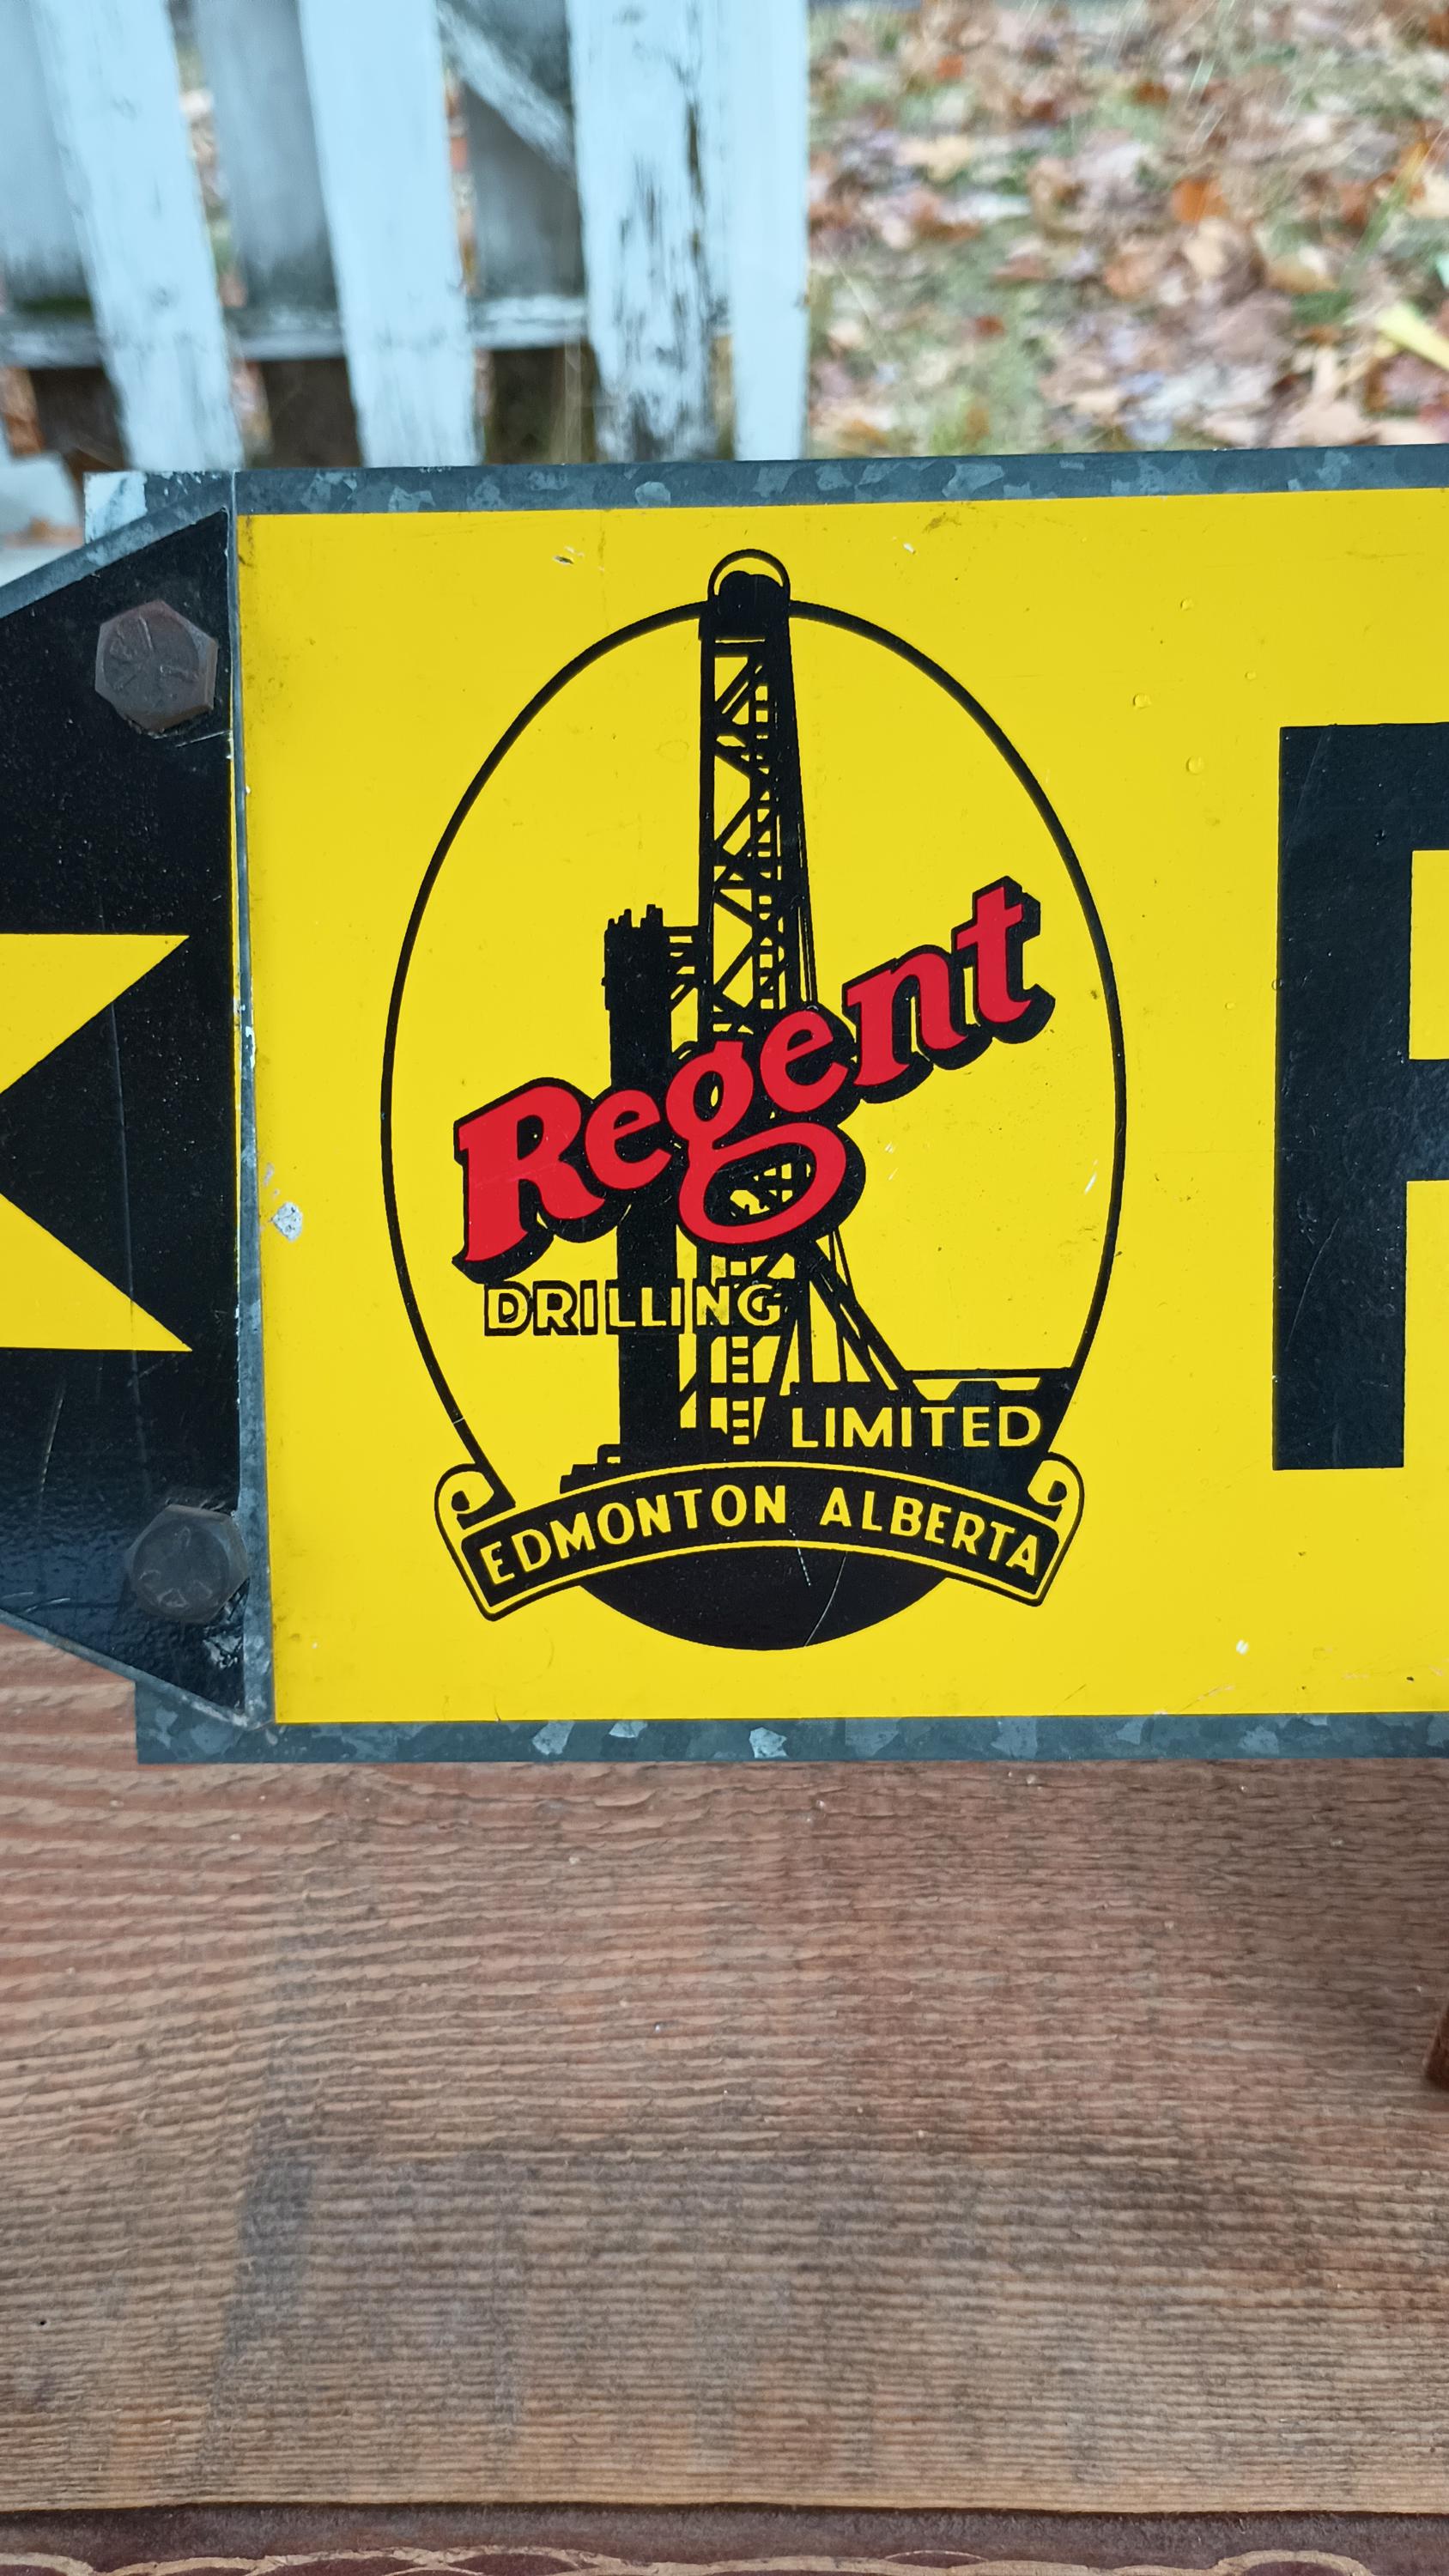 Regent
DRILLING
LIMITED
EDMONTON ALBERTA